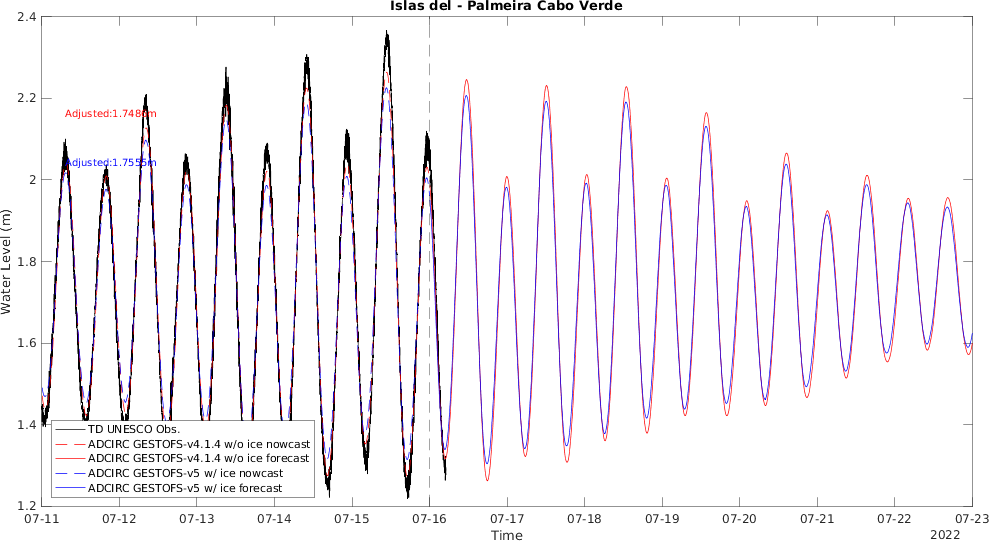 Islas del - Palmeira Cabo Verde
2.4
2.2
2
1.8
1.6
1.4
1.2
Water Level (m)
Adjusted:1.7486m
Adjusted:1.7555m
TD UNESCO Obs.
ADCIRC GESTOFS-v4.1.4 w/o ice nowcast
ADCIRC GESTOFS-v4.1.4 w/o ice forecast
ADCIRC GESTOFS-v5 w/ ice nowcast
ADCIRC GESTOFS-v5 w/ ice forecast
07-11 07-12 07-13 07-14 07-15 07-16 07-17 07-18 07-19 07-20 07-21 07-22 07-23
Time
2022